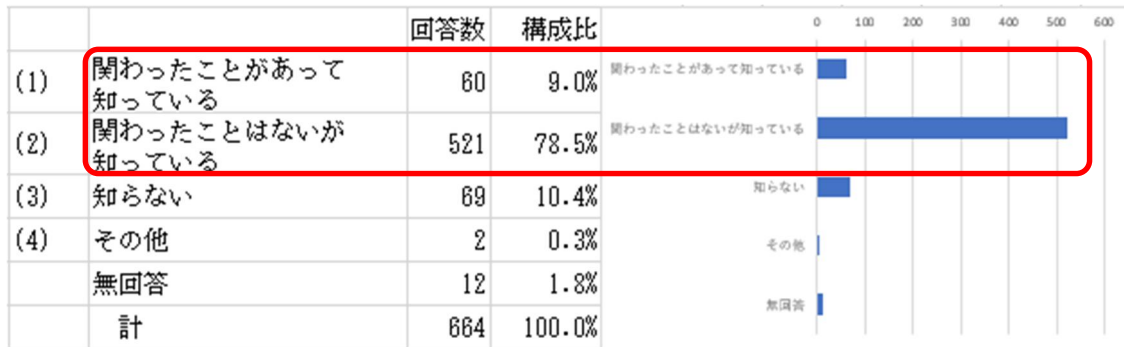 回答数 構成比
(1) 関わったことがあって
知っている 60 9.0%
(2) 関わったことはないが
知っている 521 78.5%
(3) 知らない 69 10.4%
(4) その他 2 0.3%
無回答 12 1.8%
計 664 100.0%
0 100 200 300 400 500 600
関わったことがあって知っている
関わったことはないが知っている
知らない
その他
無回答